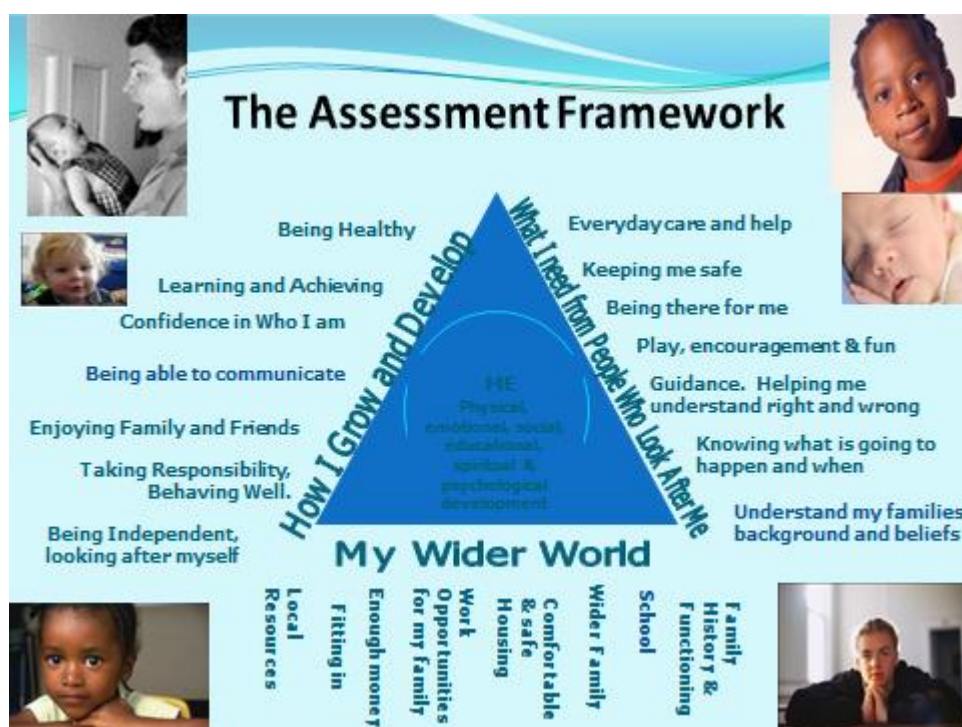 The Assessment Framework
Being Healthy
Learning and Achieving
Confidence in Who I am
Being able to communicate
Enjoying Family and Friends
Taking Responsibility,
Behaving Well.
Being Independent,
looking after myself
How I Grow and Develop
What I need from People Who Look After Me
Everyday care and help
Keeping me safe
Being there for me
Play, encouragement & fun
Guidance. Helping me
understand right and wrong
Knowing what is going to
happen and when
Understand my families
background and beliefs
ME
Physical,
emotional, social,
educational,
spiritual &
psychological
development
My Wider World
Local
Resources
Fitting in
Enough money
Work
Opportunities
for my family
Comfortable
& safe
Housing
Wider Family
School
Family
History &
Functioning